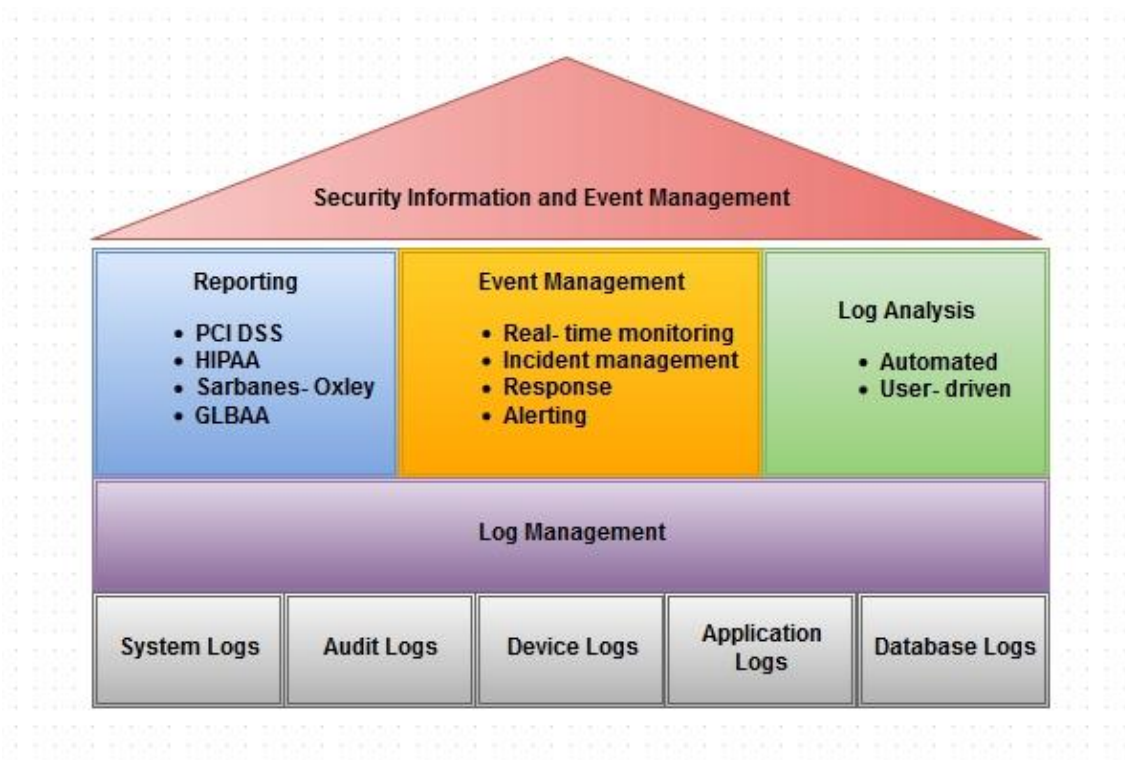 Security Information and Event Management
Reporting
• PCI DSS
• HIPAA
• Sarbanes- Oxley
• GLBAA
Event Management
• Real- time monitoring
• Incident management
• Response
• Alerting
Log Analysis
• Automated
• User- driven
Log Management
System Logs
Audit Logs
Device Logs
Application
Logs
Database Logs